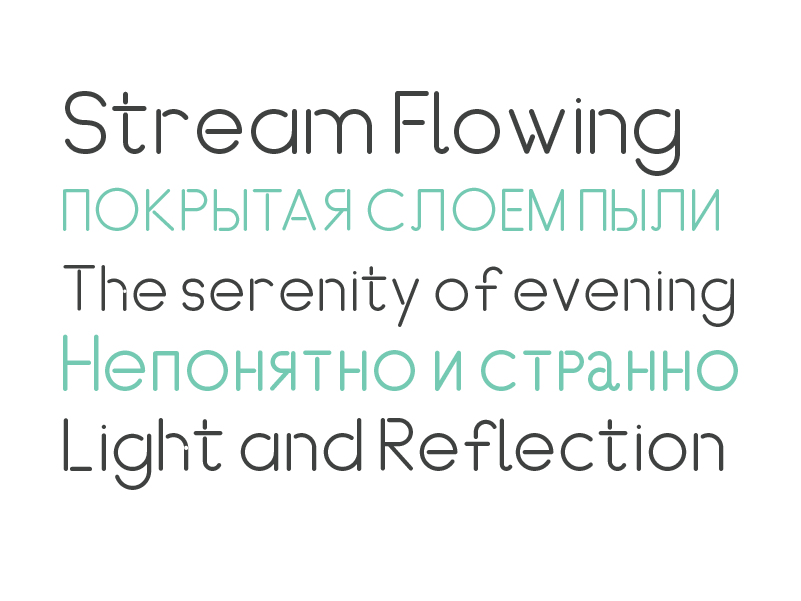 Stream Flowing
ПОКРЫТАЯ СЛОЕМ ПЫЛИ
The serenity of evening
Непонятно и странно
Light and Reflection